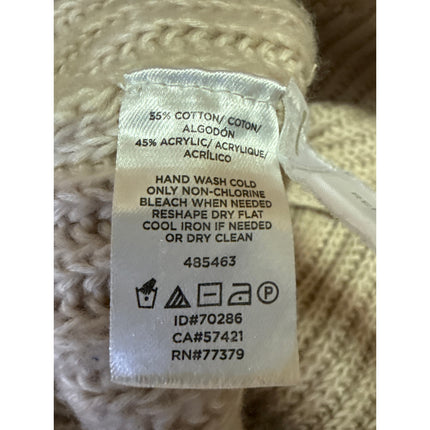 55% COTTON/ COTON/
ALGODÓN
45% ACRYLIC/ ACRYLIQUE/
ACRÍLICO
HAND WASH COLD
ONLY NON-CHLORINE
BLEACH WHEN NEEDED
RESHAPE DRY FLAT
COOL IRON IF NEEDED
OR DRY CLEAN
485463
P
ID#70286
CA#57421
RN#77379